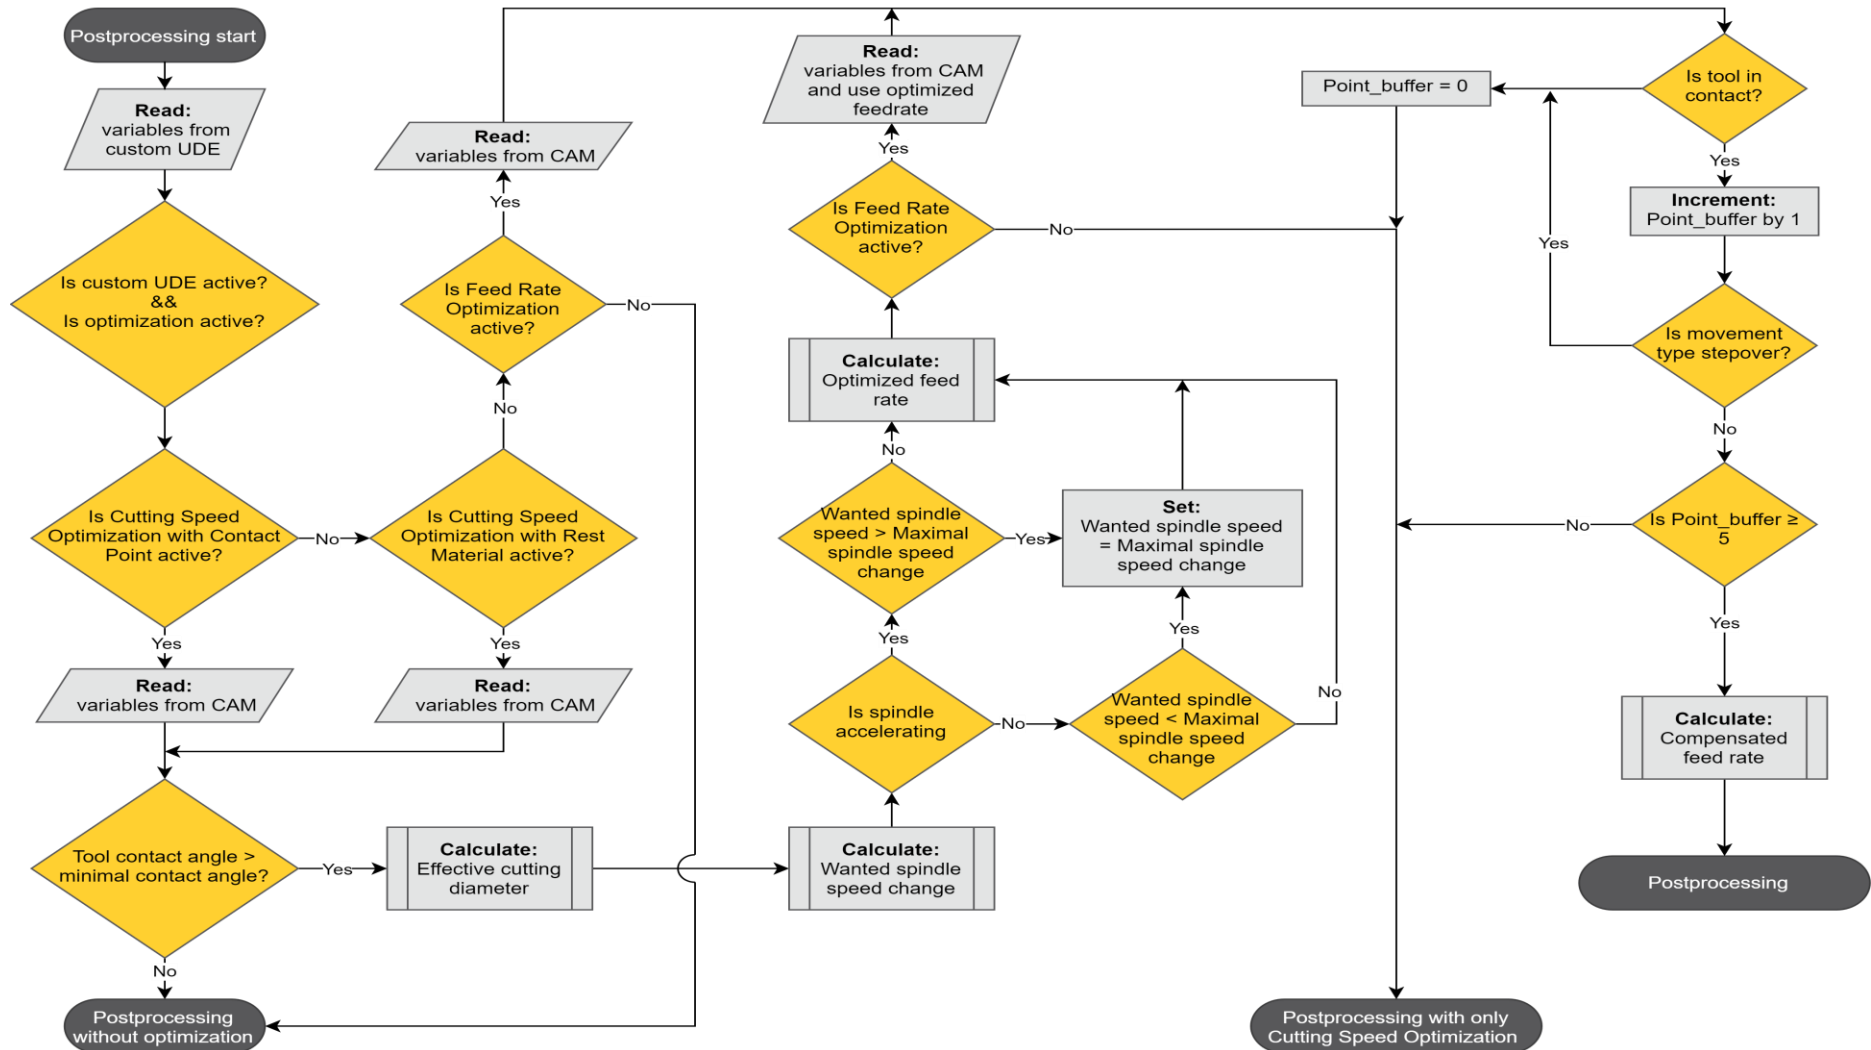 Postprocessing start
Read:
variables from
custom UDE
Is custom UDE active?
&&
Is optimization active?
Is Cutting Speed
Optimization with Contact
Point active?
No
Yes
Read:
variables from CAM
Tool contact angle >
minimal contact angle?
Yes
No
Postprocessing
without optimization
Read:
variables from CAM
Yes
Is Feed Rate
Optimization
active?
No
No
Is Cutting Speed
Optimization with Rest
Material active?
Yes
Read:
variables from CAM
Calculate:
Effective cutting
diameter
Read:
variables from CAM
and use optimized
feedrate
Yes
Is Feed Rate
Optimization
active?
No
Calculate:
Optimized feed
rate
No
Wanted spindle
speed > Maximal
spindle speed
change
Yes
Set:
Wanted spindle speed
= Maximal spindle
speed change
Yes
Yes
Is spindle
accelerating
No
Wanted spindle
speed < Maximal
spindle speed
change
No
Calculate:
Wanted spindle
speed change
Point_buffer = 0
Is tool in
contact?
Yes
Increment:
Point_buffer by 1
Yes
Is movement
type stepover?
No
Is Point_buffer ≥
5
No
Yes
Calculate:
Compensated
feed rate
Postprocessing
Postprocessing with only
Cutting Speed Optimization